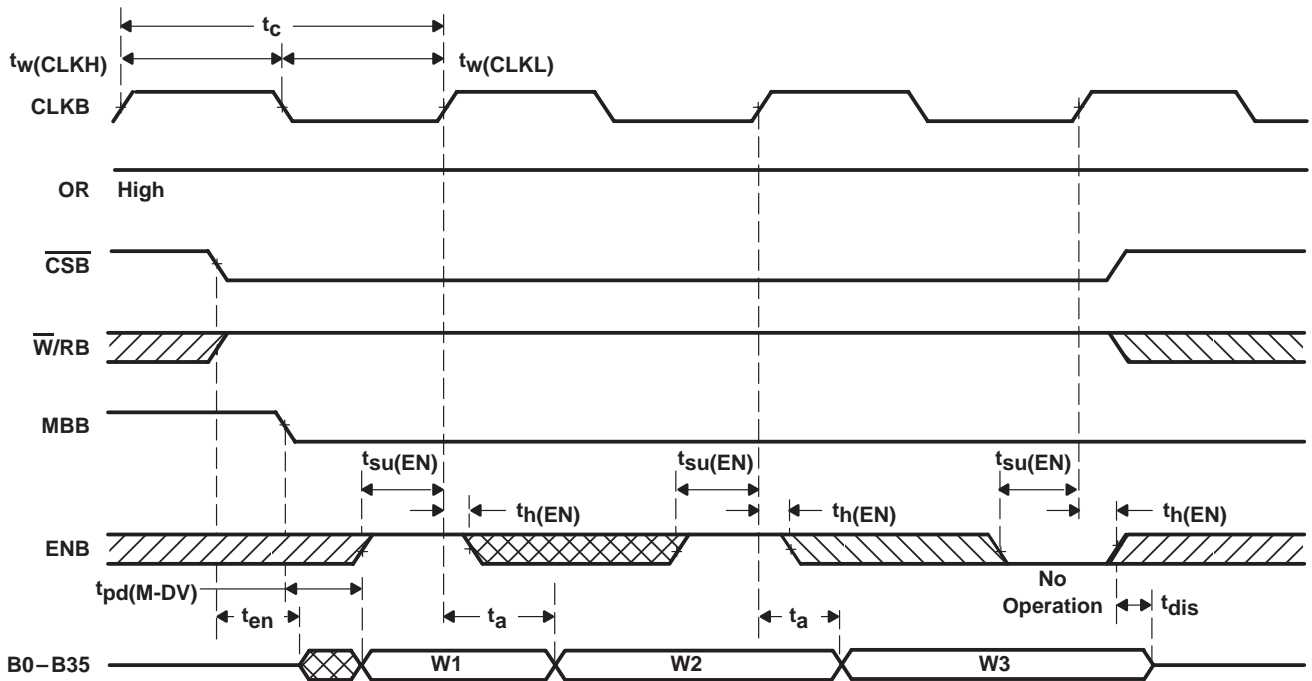 tc
tw(CLKH)
tw(CLKL)
CLKB
OR High
CSB
W/RB
MBB
tsu(EN) tsu(EN) tsu(EN)
th(EN) th(EN) th(EN)
ENB
tpd(M-DV)
No
Operation
ten ta ta tdis
B0–B35 W1 W2 W3